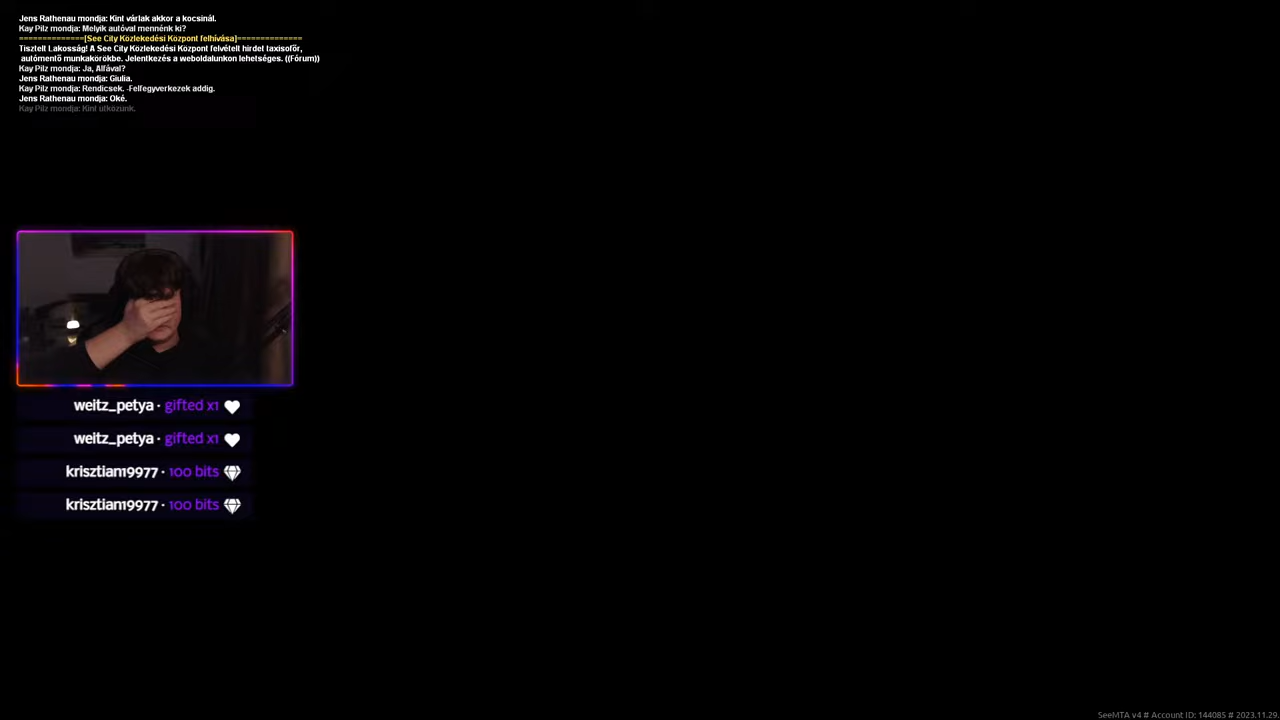 Jens Rathenau mondja: Kint várlak akkor a kocsinál.
Kay Pilz mondja: Melyik autóval mennénk ki?
==============[See City Közlekedési Központ felhívása]==============
Tisztelt Lakosság! A See City Közlekedési Központ felvételt hirdet taxisofőr,
autómentő munkakörökbe. Jelentkezés a weboldalunkon lehetséges. ((Fórum))
Kay Pilz mondja: Ja, Alfával?
Jens Rathenau mondja: Giulia.
Kay Pilz mondja: Rendicsek. -Felfegyverkezek addig.
Jens Rathenau mondja: Oké.
Kay Pilz mondja: Kint ütközünk.
weitz_petya · gifted x1
weitz_petya · gifted x1
krisztian19977 · 100 bits
krisztian19977 · 100 bits
SeeMTA v4 # Account ID: 144085 # 2023.11.29.